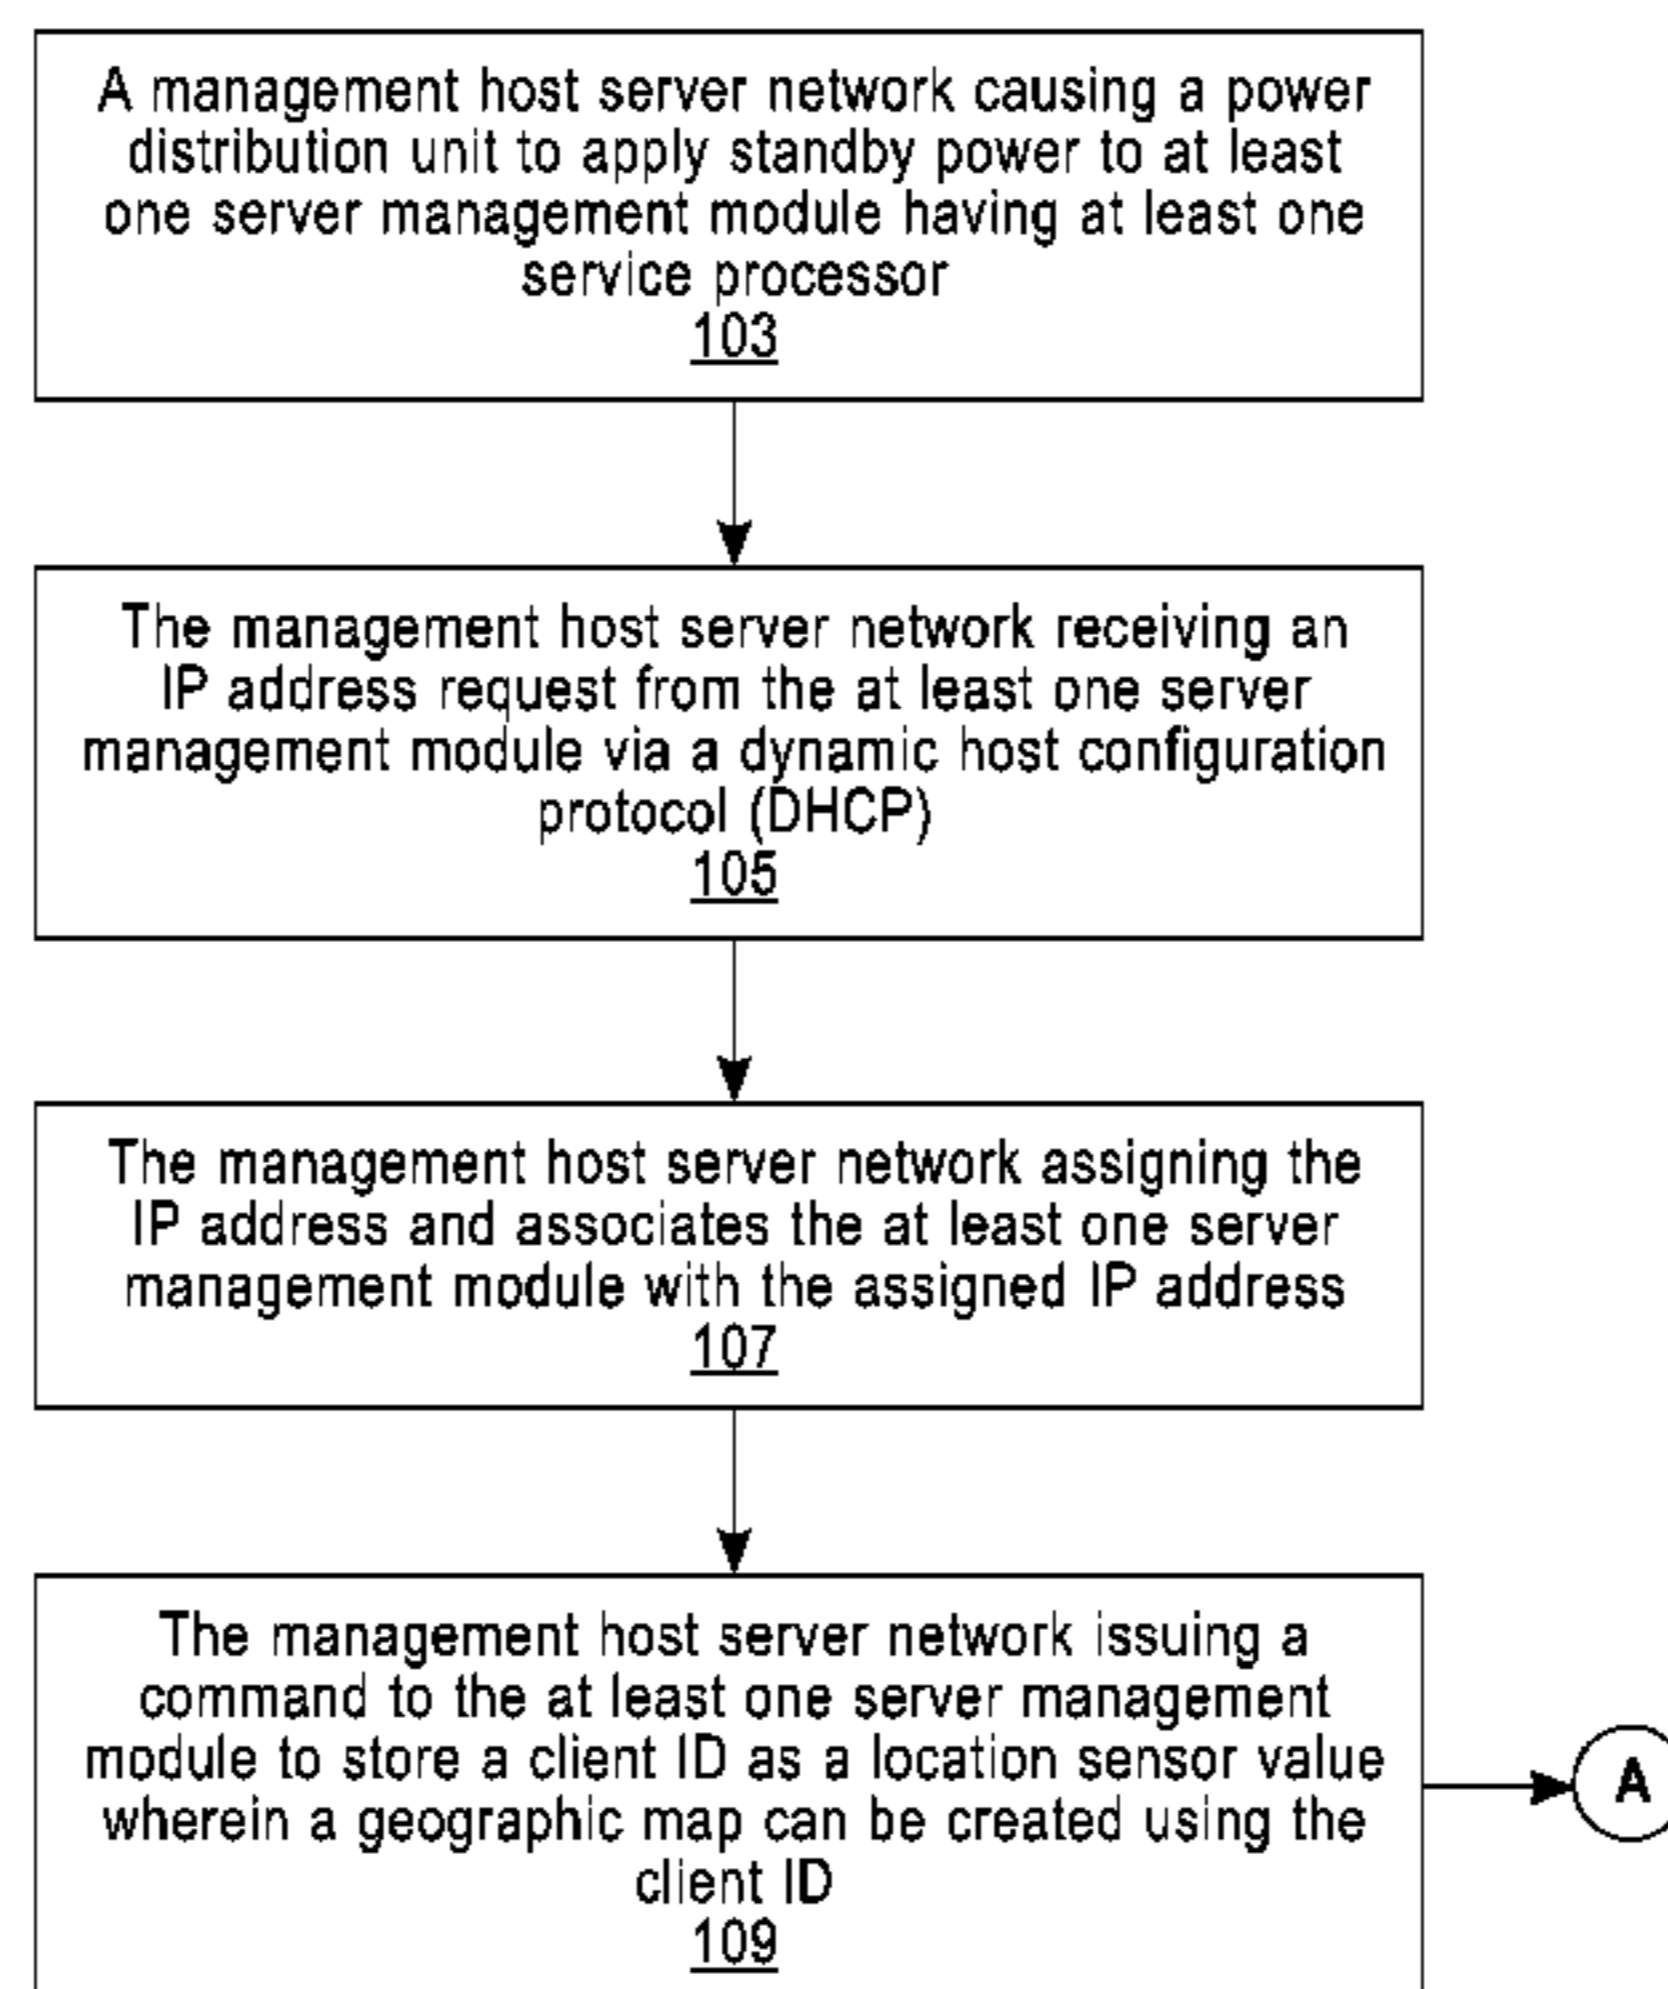 A management host server network causing a power
distribution unit to apply standby power to at least
one server management module having at least one
service processor
103
The management host server network receiving an
IP address request from the at least one server
management module via a dynamic host configuration
protocol (DHCP)
105
The management host server network assigning the
IP address and associates the at least one server
management module with the assigned IP address
107
The management host server network issuing a
command to the at least one server management
module to store a client ID as a location sensor value
wherein a geographic map can be created using the
client ID
109
A